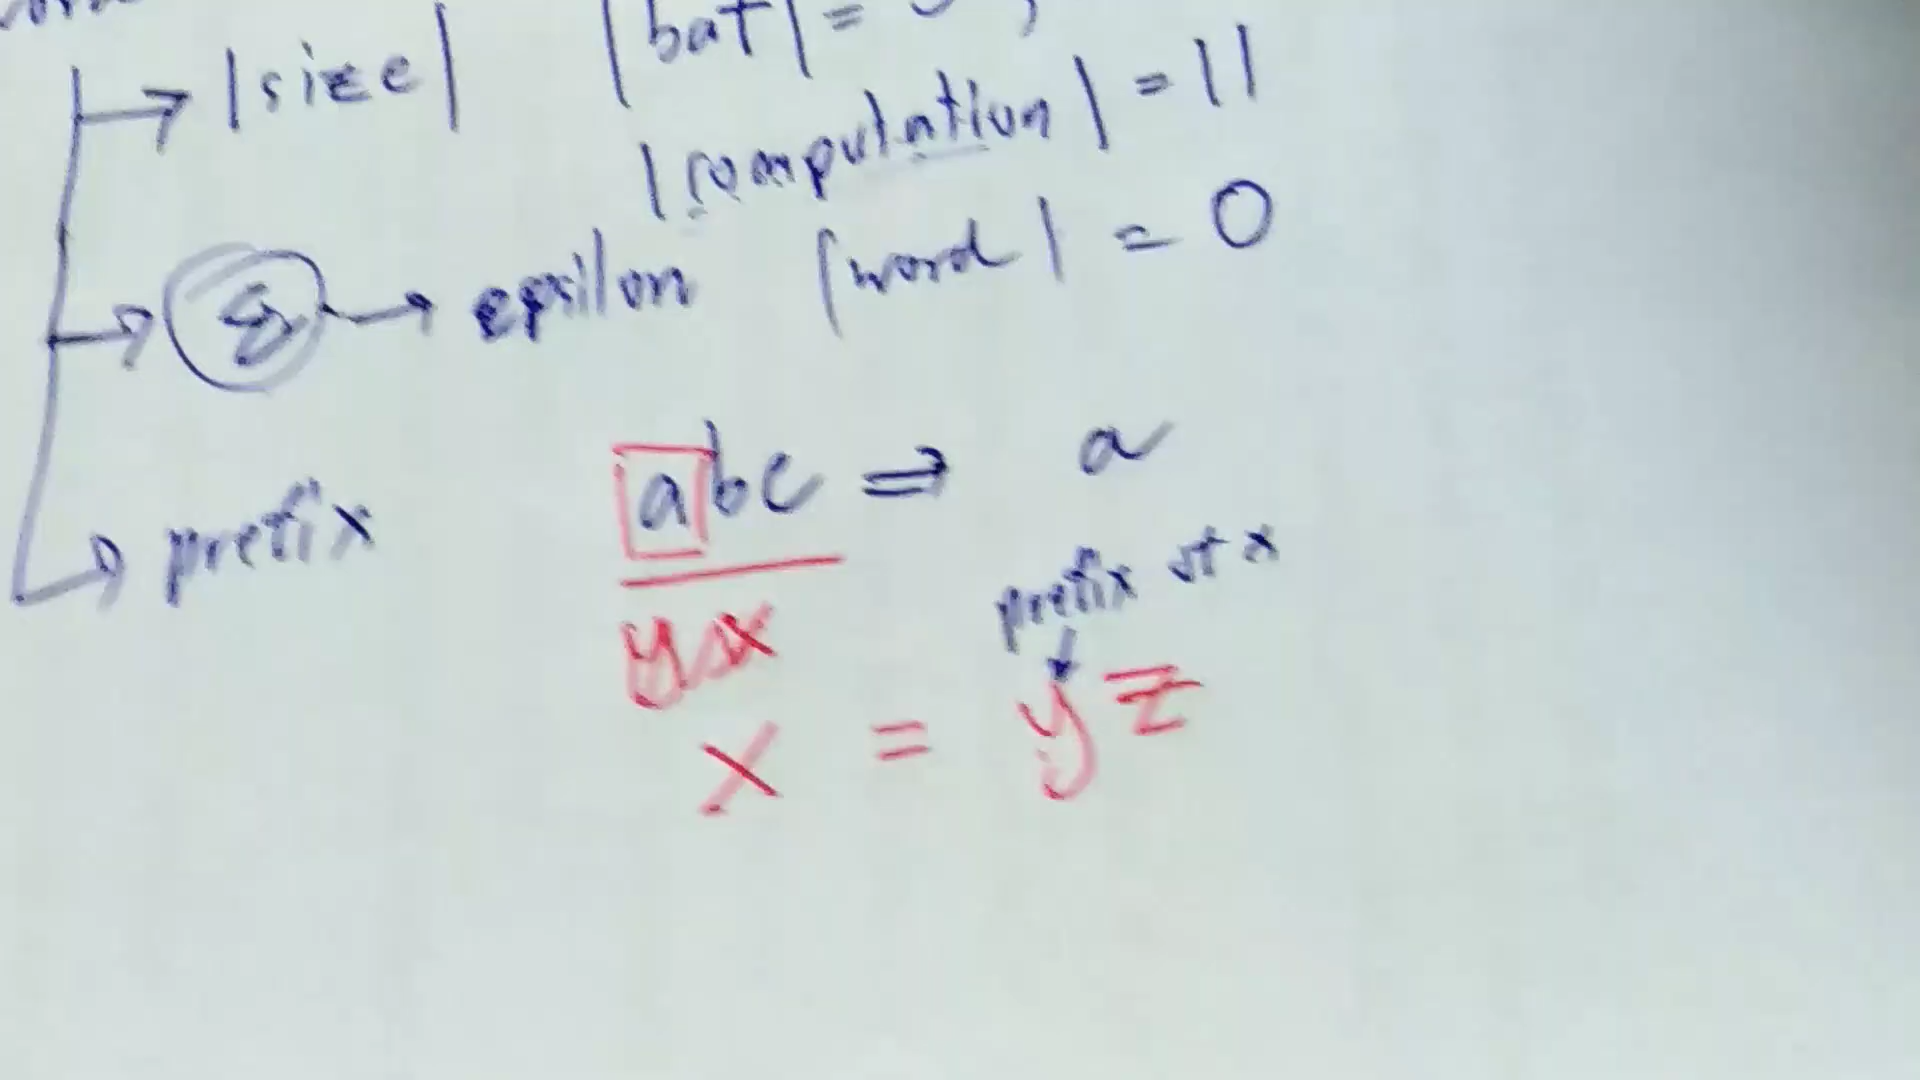 → |size| |bat| =
|computation| = 11
→ ε → epsilon |word| = 0
→ prefix abc ⇒ a
prefix of x
yx
x = yz